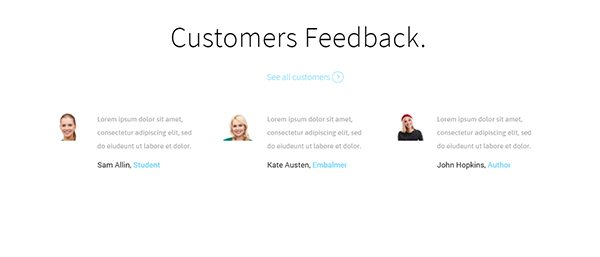 Customers Feedback.
See all customers
Lorem ipsum dolor sit amet,
consectetur adipiscing elit, sed
do eiudeunt ut labore et dolor.
Sam Allin, Student
Lorem ipsum dolor sit amet,
consectetur adipiscing elit, sed
do eiudeunt ut labore et dolor.
Kate Austen, Embalmer
Lorem ipsum dolor sit amet,
consectetur adipiscing elit, sed
do eiudeunt ut labore et dolor.
John Hopkins, Author